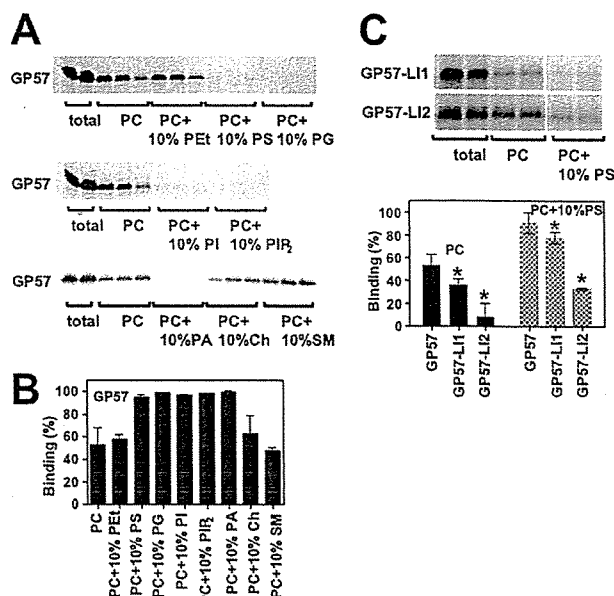 A
GP57
total PC PC+ PC+ PC+
10% PEt 10% PS 10% PG
GP57
total PC PC+ PC+
10% PI 10% PIP2
GP57
total PC PC+ PC+ PC+
10%PA 10%Ch 10%SM
B
GP57
Binding (%)
100
80
60
40
20
0
PC
PC+10% PEt
PC+10% PS
PC+10% PG
PC+10% PI
PC+10% PIP2
PC+10% PA
PC+10% Ch
PC+10% SM
C
GP57-LI1
GP57-LI2
total PC PC+
10% PS
PC+10%PS
PC
Binding (%)
100
80
60
40
20
0
* * * *
GP57
GP57-LI1
GP57-LI2
GP57
GP57-LI1
GP57-LI2